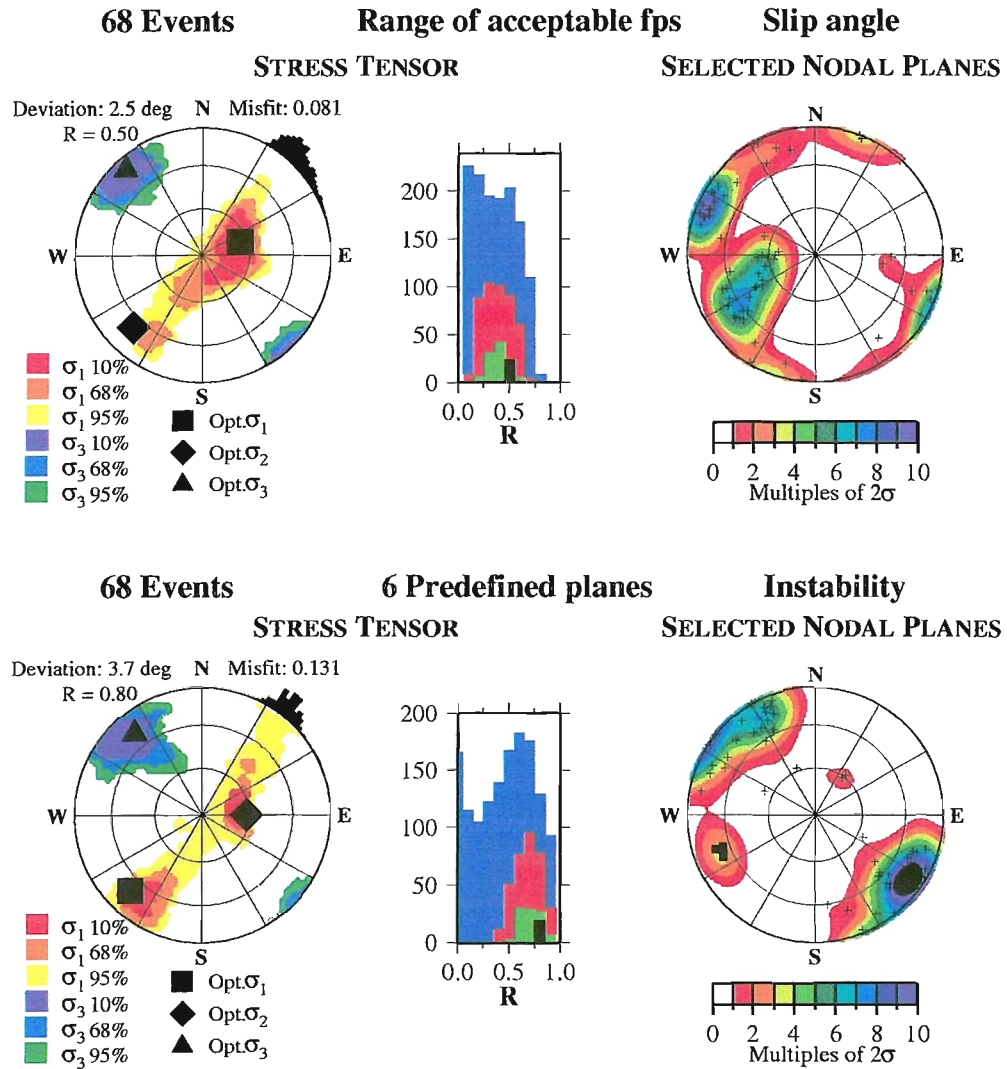 68 Events Range of acceptable fps Slip angle
STRESS TENSOR SELECTED NODAL PLANES
Deviation: 2.5 deg N Misfit: 0.081
R = 0.50
W E
S
σ1 10%
σ1 68%
σ1 95%
σ3 10%
σ3 68%
σ3 95%
Opt.σ1
Opt.σ2
Opt.σ3
200
150
100
50
0
0.0 0.5 1.0
R
N
W E
S
0 2 4 6 8 10
Multiples of 2σ
68 Events 6 Predefined planes Instability
STRESS TENSOR SELECTED NODAL PLANES
Deviation: 3.7 deg N Misfit: 0.131
R = 0.80
W E
S
σ1 10%
σ1 68%
σ1 95%
σ3 10%
σ3 68%
σ3 95%
Opt.σ1
Opt.σ2
Opt.σ3
200
150
100
50
0
0.0 0.5 1.0
R
N
W E
S
0 2 4 6 8 10
Multiples of 2σ